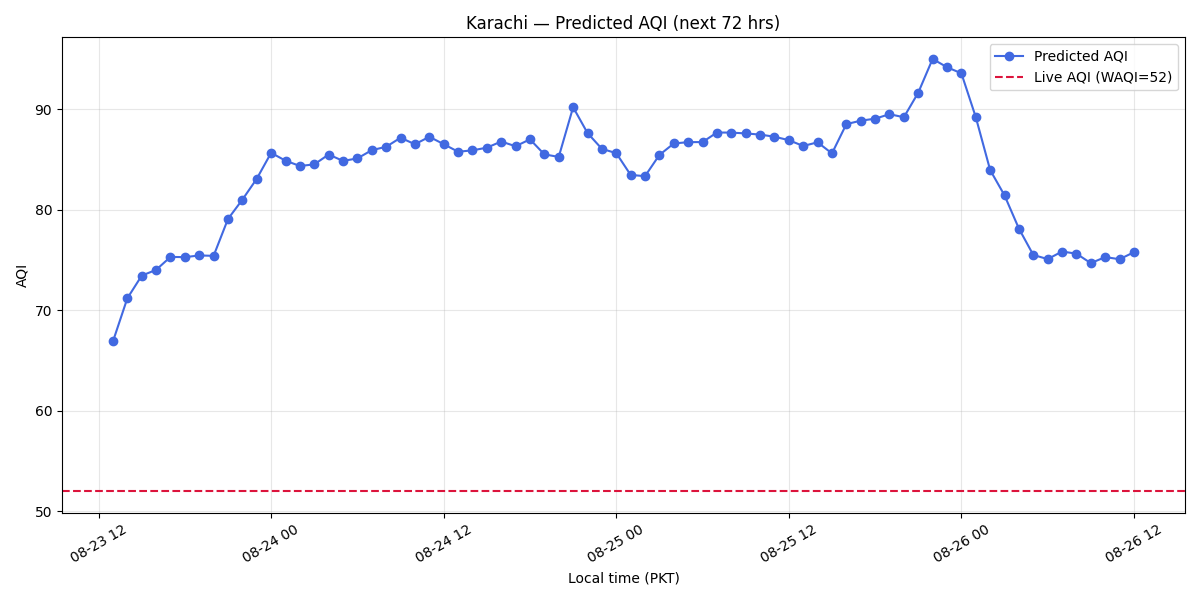 Karachi — Predicted AQI (next 72 hrs)
Predicted AQI
Live AQI (WAQI=52)
AQI
90
80
70
60
50
08-23 12
08-24 00
08-24 12
08-25 00
08-25 12
08-26 00
08-26 12
Local time (PKT)